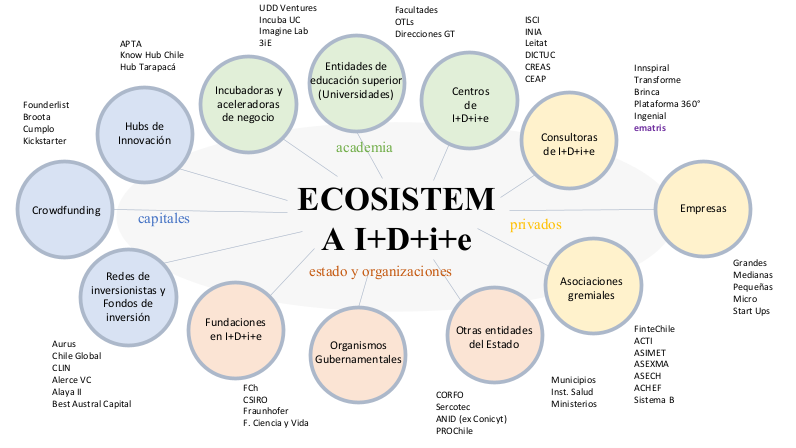 UDD Ventures
Incuba UC
Imagine Lab
3iE
Facultades
OTLs
Direcciones GT
ISCI
INIA
Leitat
DICTUC
CREAS
CEAP
APTA
Know Hub Chile
Hub Tarapacá
Innspiral
Transforme
Brinca
Plataforma 360°
Ingenial
ematris
Founderlist
Broota
Cumplo
Kickstarter
Hubs de
Innovación
Incubadoras y
aceleradoras
de negocio
Entidades de
educación superior
(Universidades)
Centros
de
I+D+i+e
Consultoras
de I+D+i+e
academia
Crowdfunding
capitales
ECOSISTEM
A I+D+i+e
privados
Empresas
estado y organizaciones
Redes de
inversionistas y
Fondos de
inversión
Fundaciones
en I+D+i+e
Organismos
Gubernamentales
Otras entidades
del Estado
Asociaciones
gremiales
Grandes
Medianas
Pequeñas
Micro
Start Ups
Aurus
Chile Global
CLIN
Alerce VC
Alaya II
Best Austral Capital
FCh
CSIRO
Fraunhofer
F. Ciencia y Vida
CORFO
Sercotec
ANID (ex Conicyt)
PROChile
Municipios
Inst. Salud
Ministerios
FinteChile
ACTI
ASIMET
ASEXMA
ASECH
ACHEF
Sistema B